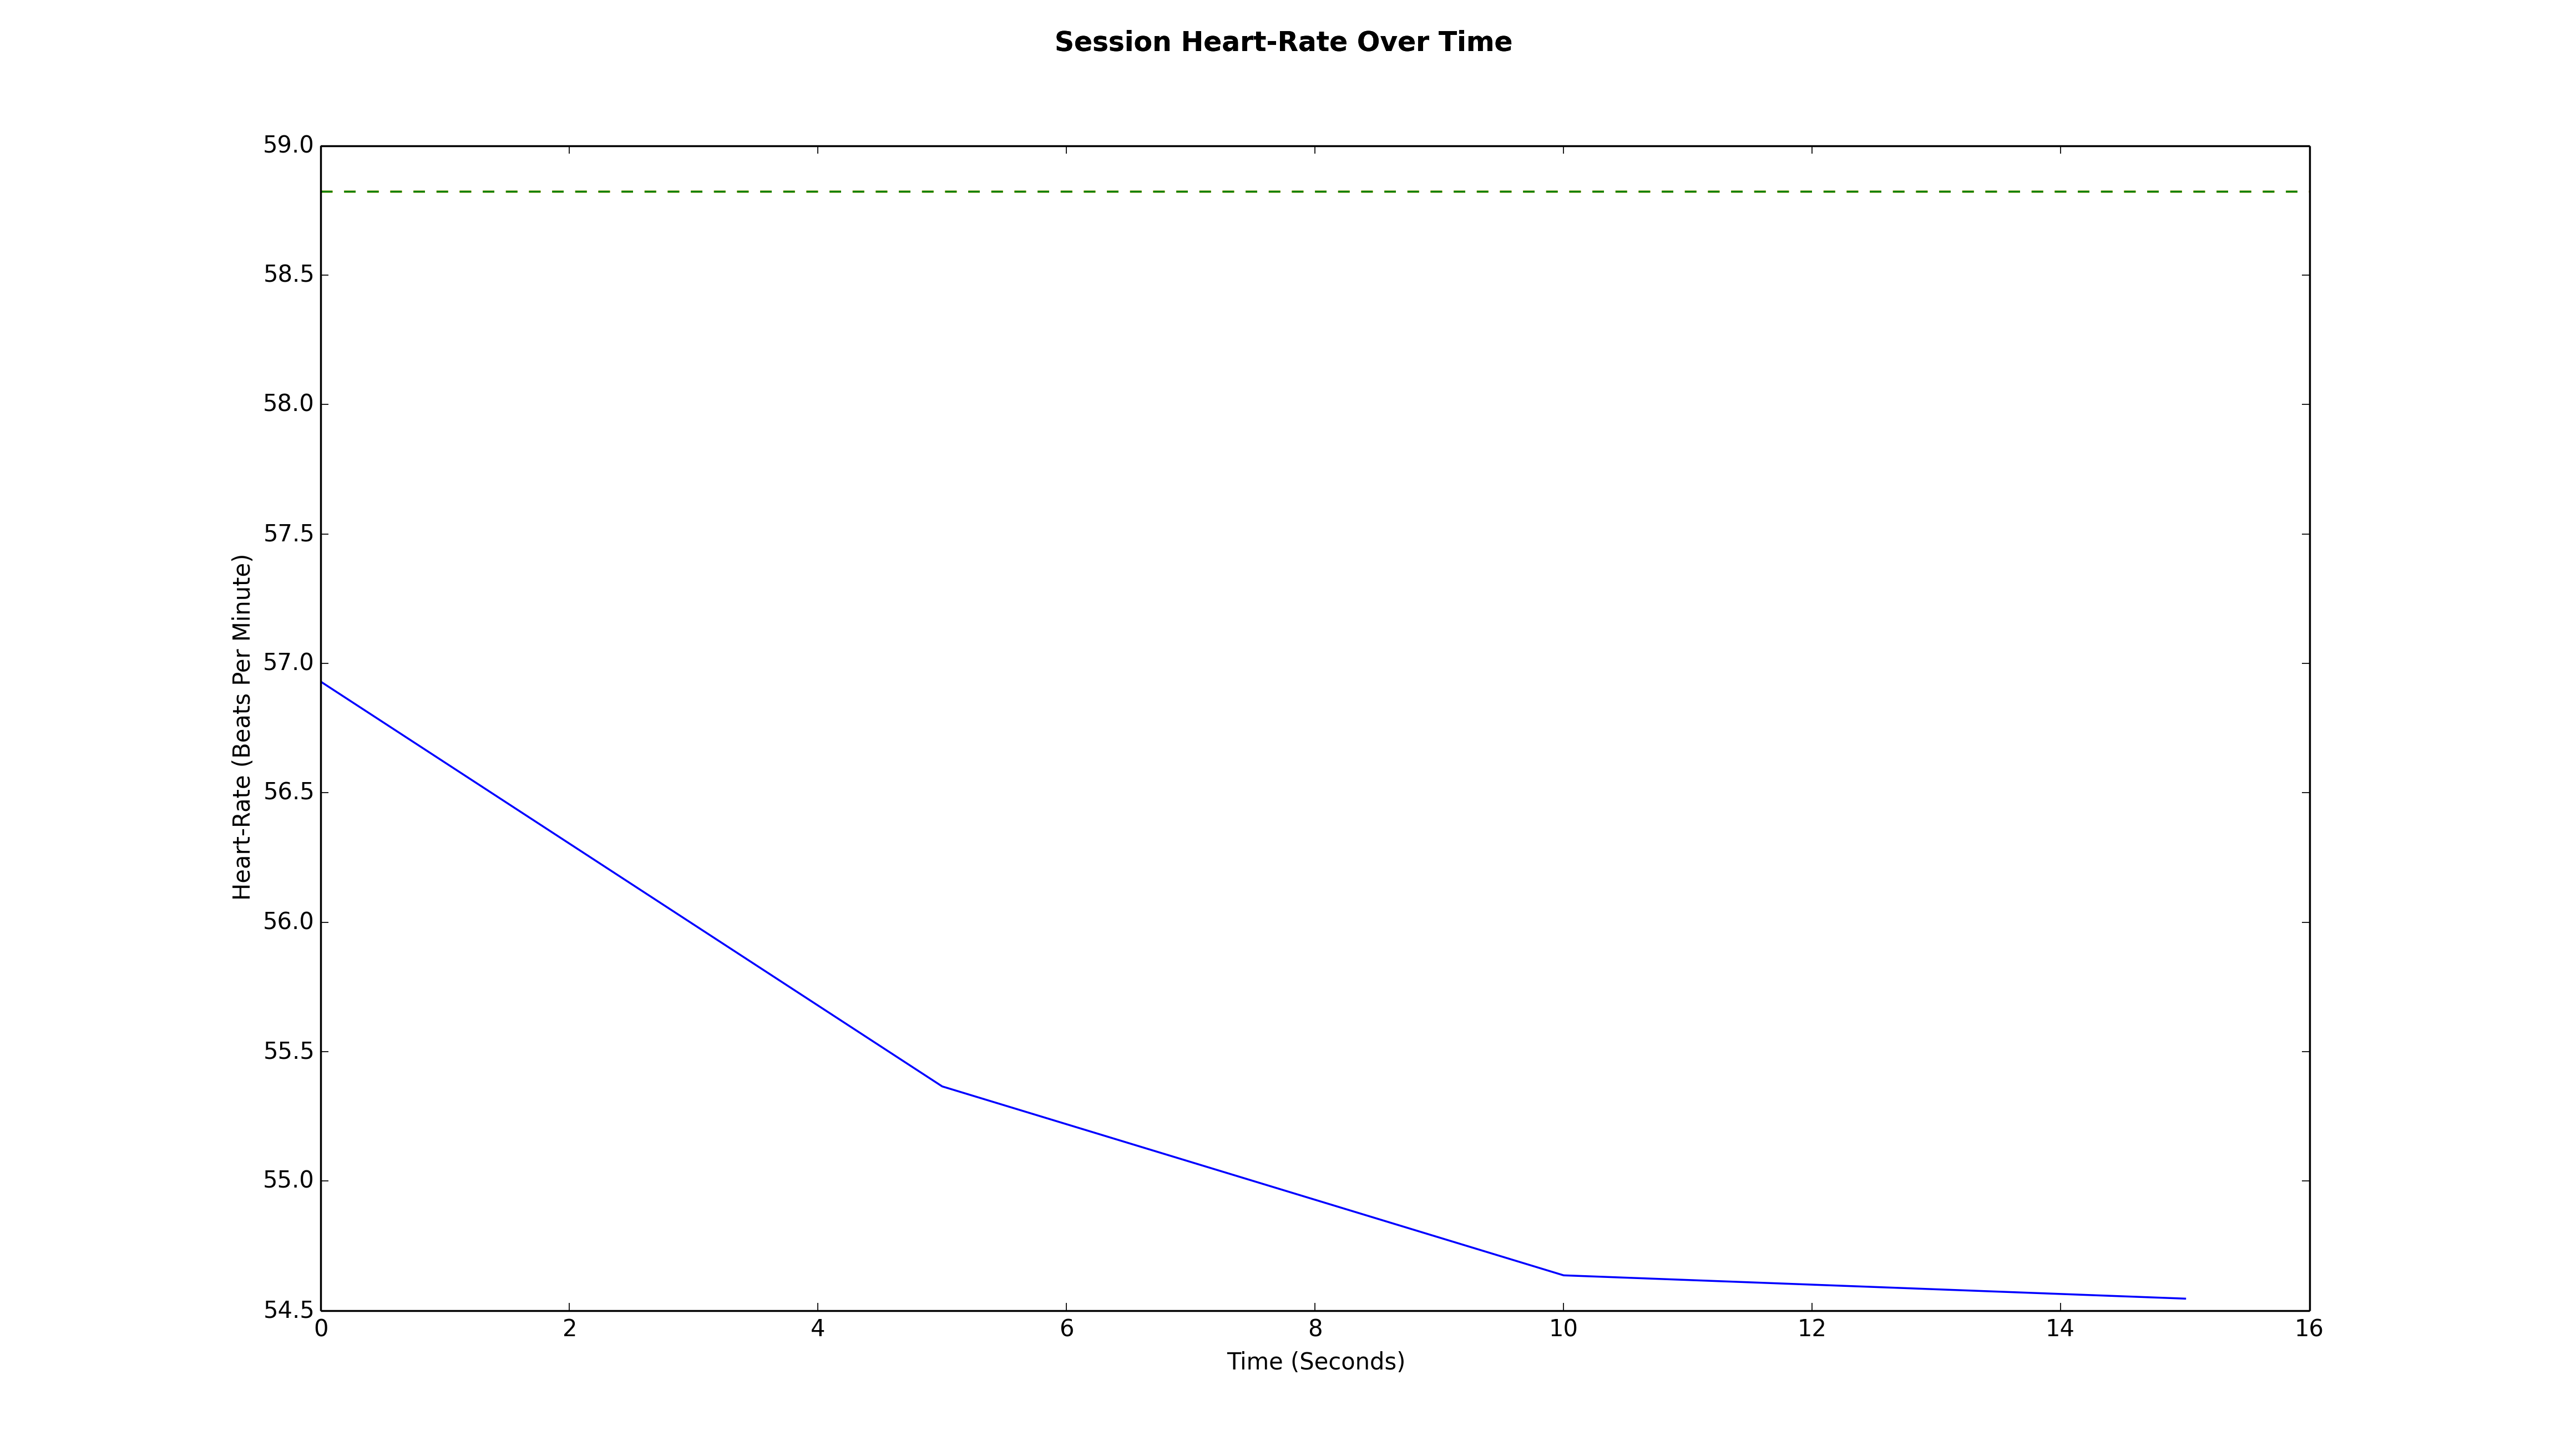 Session Heart-Rate Over Time
59.0
58.5
58.0
57.5
57.0
56.5
56.0
55.5
55.0
54.5
Heart-Rate (Beats Per Minute)
0 2 4 6 8 10 12 14 16
Time (Seconds)